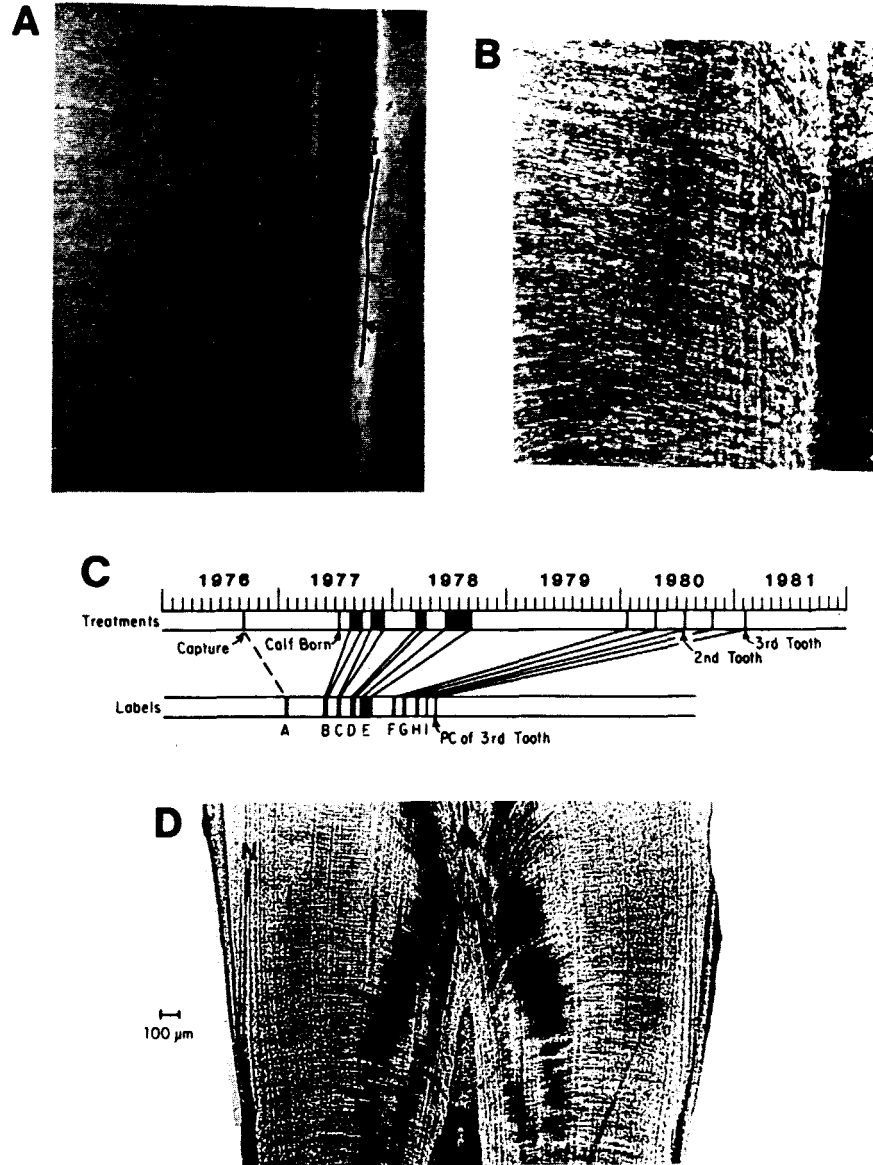 A
B
I
C
1976 1977 1978 1979 1980 1981
Treatments
Capture Calf Born 2nd Tooth 3rd Tooth
Labels
A B C D E F G H I PC of 3rd Tooth
D
N
100 µm